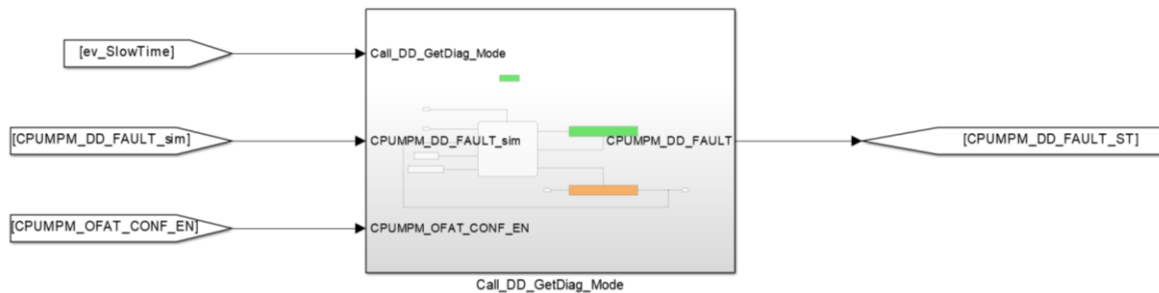 [ev_SlowTime]
Call_DD_GetDiag_Mode
[CPUMPM_DD_FAULT_sim]
CPUMPM_DD_FAULT_sim
CPUMPM_DD_FAULT
[CPUMPM_DD_FAULT_ST]
[CPUMPM_OFAT_CONF_EN]
CPUMPM_OFAT_CONF_EN
Call_DD_GetDiag_Mode